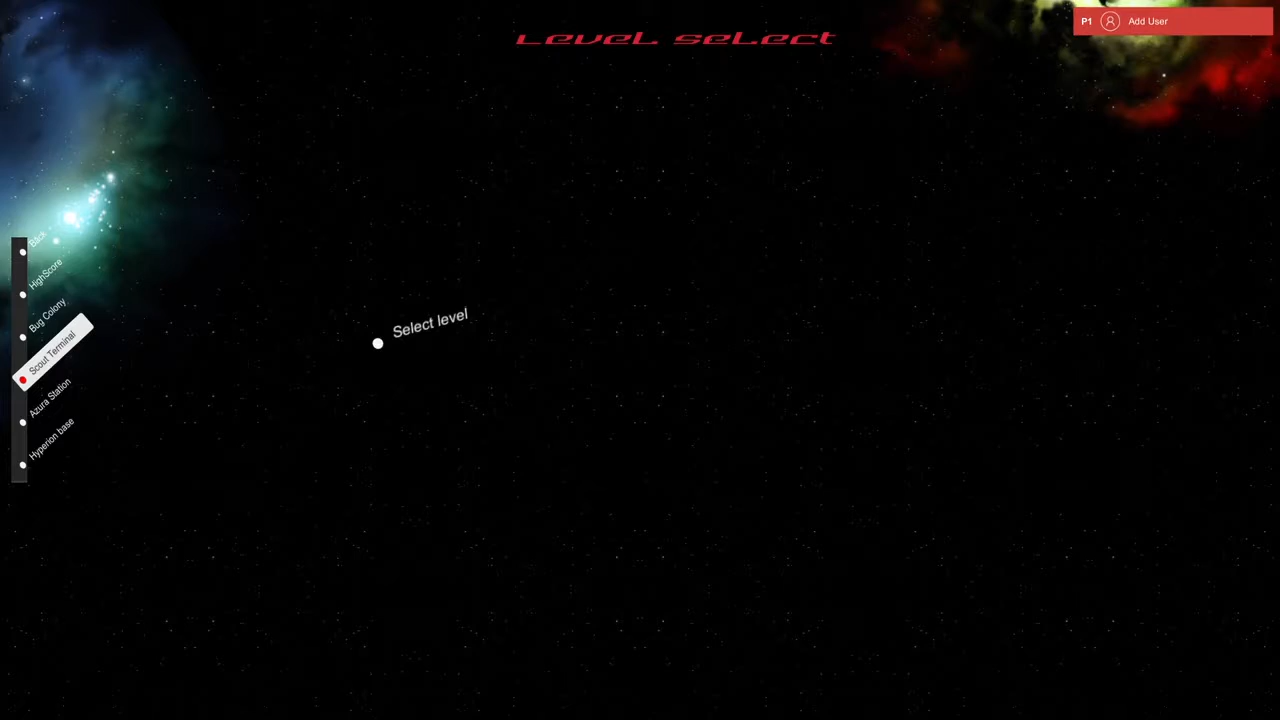 Level Select
P1 Add User
Back
HighScore
Bug Colony
Scout Terminal
Azura Station
Hyperion base
Select level